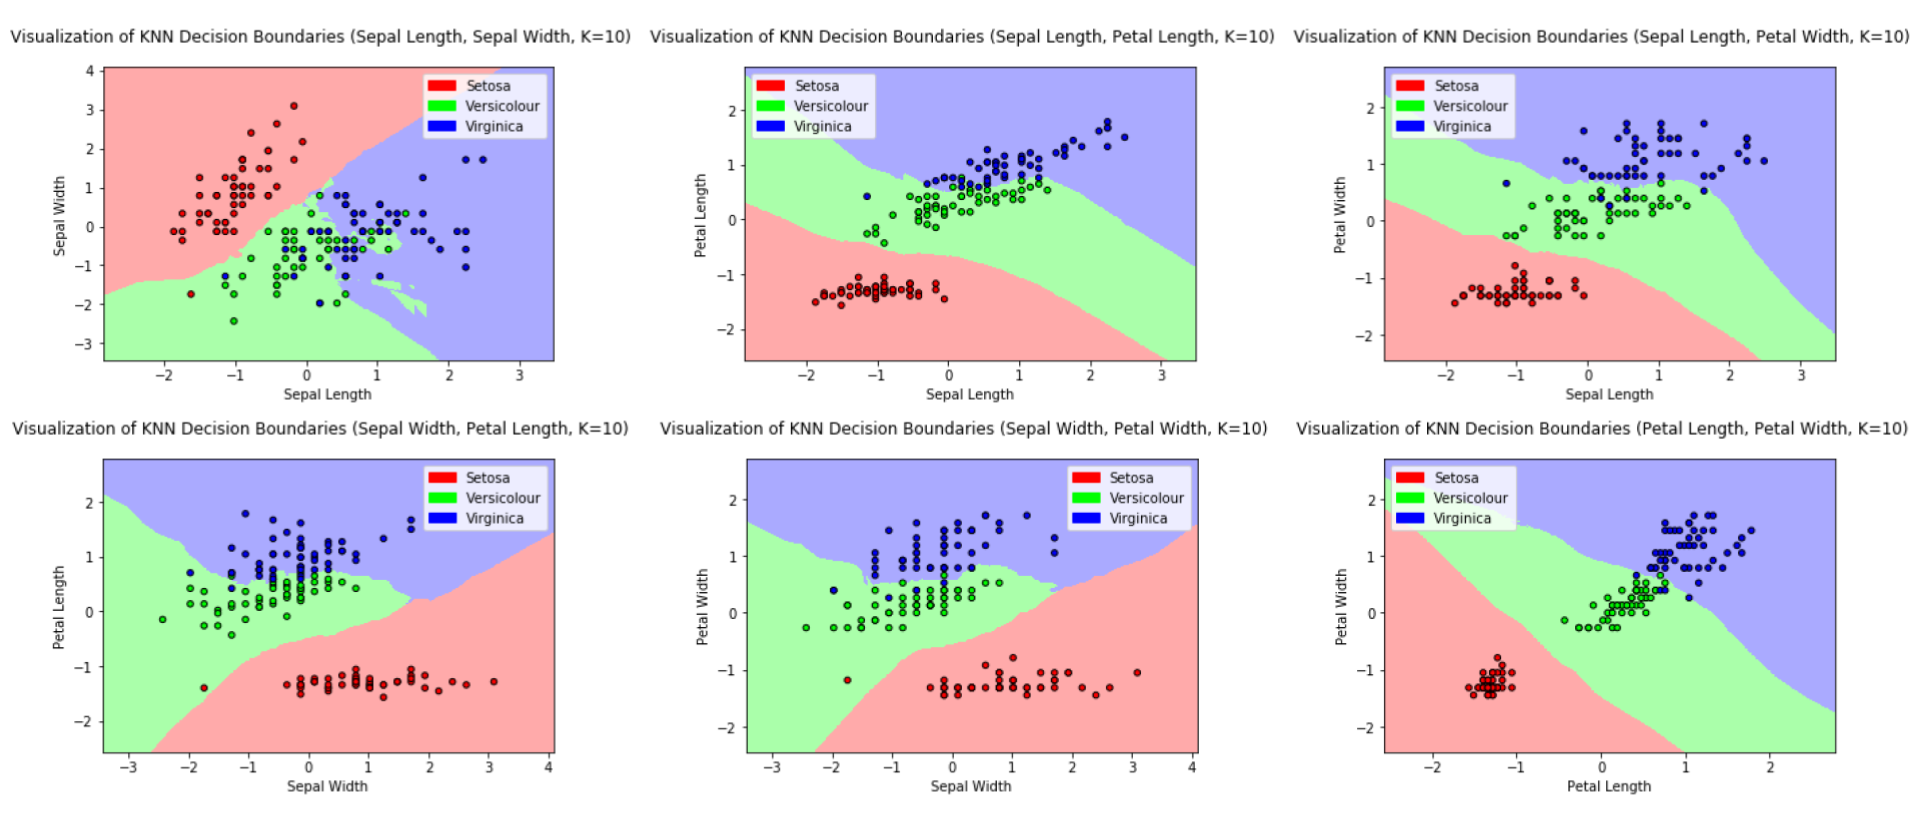 Visualization of KNN Decision Boundaries (Sepal Length, Sepal Width, K=10)
Setosa
Versicolour
Virginica
4
3
2
1
0
−1
−2
−3
Sepal Width
−2 −1 0 1 2 3
Sepal Length
Visualization of KNN Decision Boundaries (Sepal Length, Petal Length, K=10)
Setosa
Versicolour
Virginica
2
1
0
−1
−2
Petal Length
−2 −1 0 1 2 3
Sepal Length
Visualization of KNN Decision Boundaries (Sepal Length, Petal Width, K=10)
Setosa
Versicolour
Virginica
2
1
0
−1
−2
Petal Width
−2 −1 0 1 2 3
Sepal Length
Visualization of KNN Decision Boundaries (Sepal Width, Petal Length, K=10)
Setosa
Versicolour
Virginica
2
1
0
−1
−2
Petal Length
−3 −2 −1 0 1 2 3 4
Sepal Width
Visualization of KNN Decision Boundaries (Sepal Width, Petal Width, K=10)
Setosa
Versicolour
Virginica
2
1
0
−1
−2
Petal Width
−3 −2 −1 0 1 2 3 4
Sepal Width
Visualization of KNN Decision Boundaries (Petal Length, Petal Width, K=10)
Setosa
Versicolour
Virginica
2
1
0
−1
−2
Petal Width
−2 −1 0 1 2
Petal Length